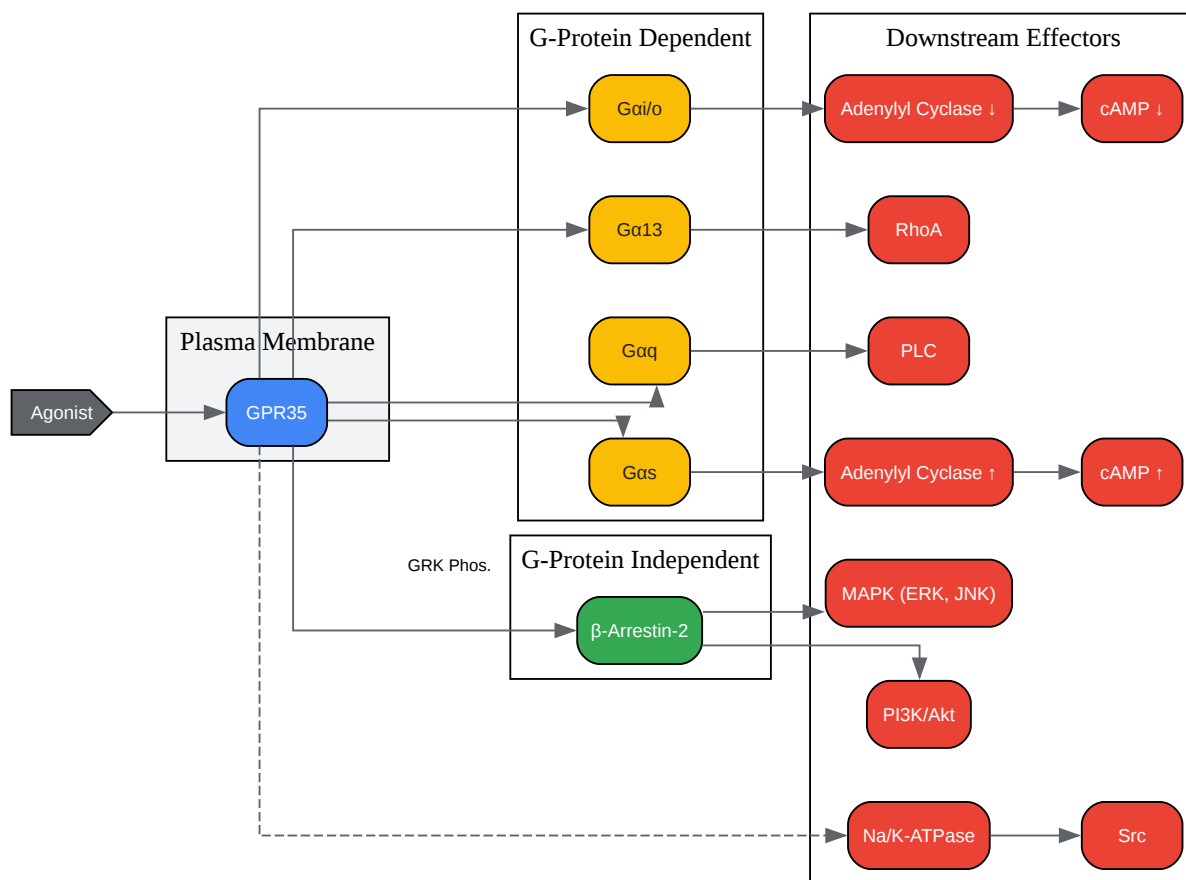 G-Protein Dependent
Downstream Effectors
Gαi/o
Adenylyl Cyclase ↓
cAMP ↓
Gα13
RhoA
Plasma Membrane
Gαq
PLC
Agonist
GPR35
Gαs
Adenylyl Cyclase ↑
cAMP ↑
GRK Phos.
G-Protein Independent
MAPK (ERK, JNK)
β-Arrestin-2
PI3K/Akt
Na/K-ATPase
Src